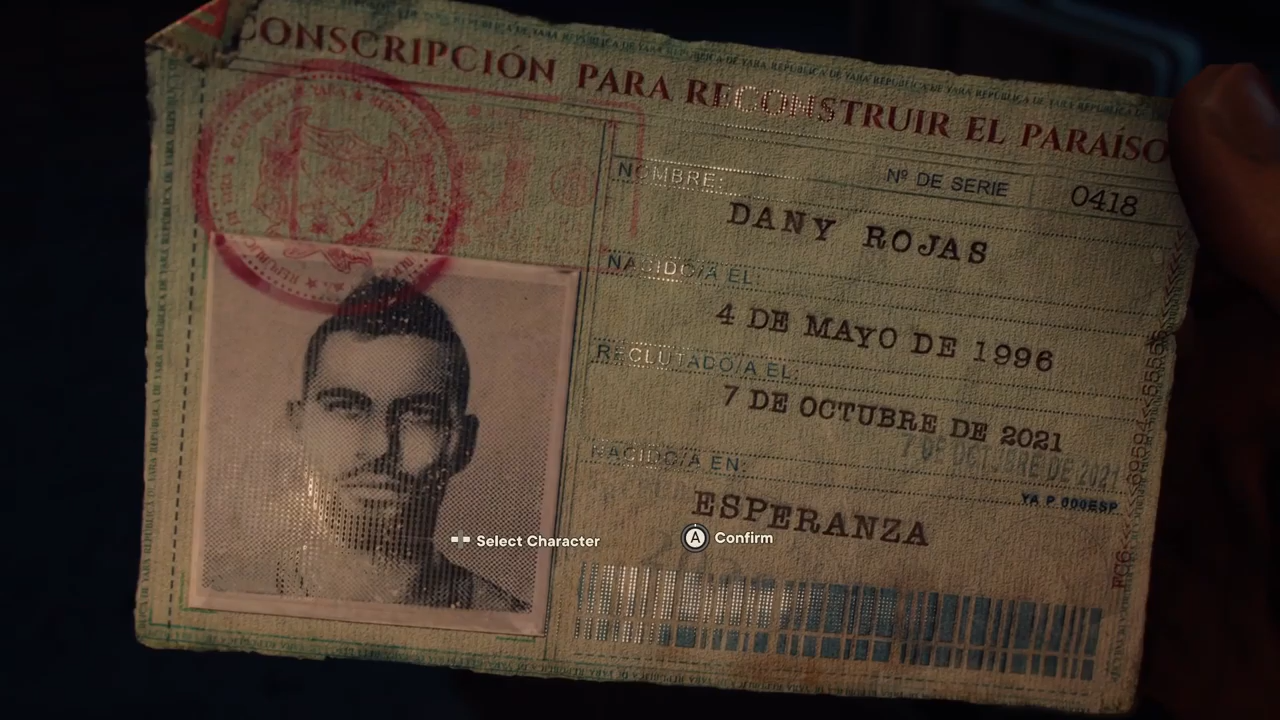 CONSCRIPCIÓN PARA RECONSTRUIR EL PARAÍSO
NOMBRE:
Nº DE SERIE
0418
DANY ROJAS
NACIDO/A EL:
4 DE MAYO DE 1996
RECLUTADO/A EL:
7 DE OCTUBRE DE 2021
7 DE OCTUBRE DE 2021
NACIDO/A EN:
YA P 000ESP
ESPERANZA
Select Character
A Confirm